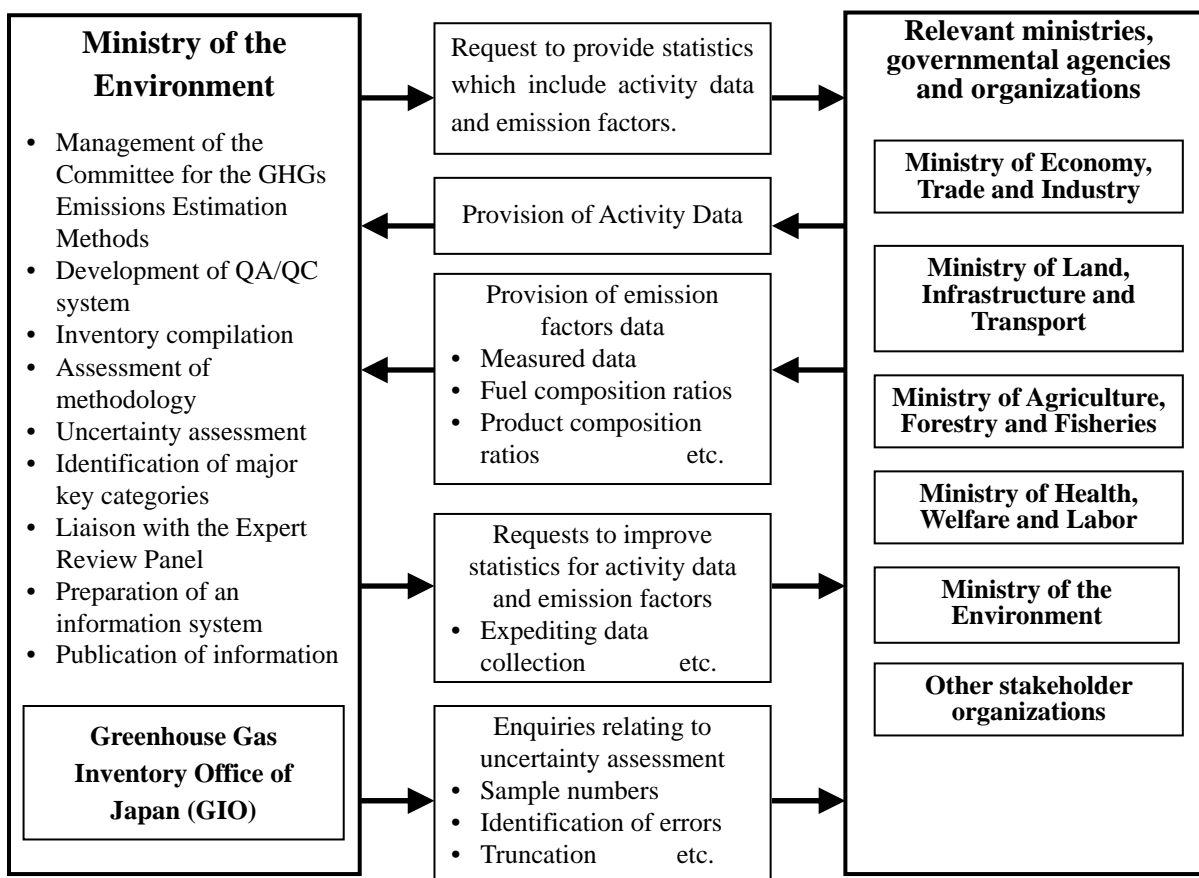 Ministry of the
Environment
• Management of the
Committee for the GHGs
Emissions Estimation
Methods
• Development of QA/QC
system
• Inventory compilation
• Assessment of
methodology
• Uncertainty assessment
• Identification of major
key categories
• Liaison with the Expert
Review Panel
• Preparation of an
information system
• Publication of information
Greenhouse Gas
Inventory Office of
Japan (GIO)
Request to provide statistics
which include activity data
and emission factors.
Provision of Activity Data
Provision of emission
factors data
• Measured data
• Fuel composition ratios
• Product composition
ratios etc.
Requests to improve
statistics for activity data
and emission factors
• Expediting data
collection etc.
Enquiries relating to
uncertainty assessment
• Sample numbers
• Identification of errors
• Truncation etc.
Relevant ministries,
governmental agencies
and organizations
Ministry of Economy,
Trade and Industry
Ministry of Land,
Infrastructure and
Transport
Ministry of Agriculture,
Forestry and Fisheries
Ministry of Health,
Welfare and Labor
Ministry of the
Environment
Other stakeholder
organizations